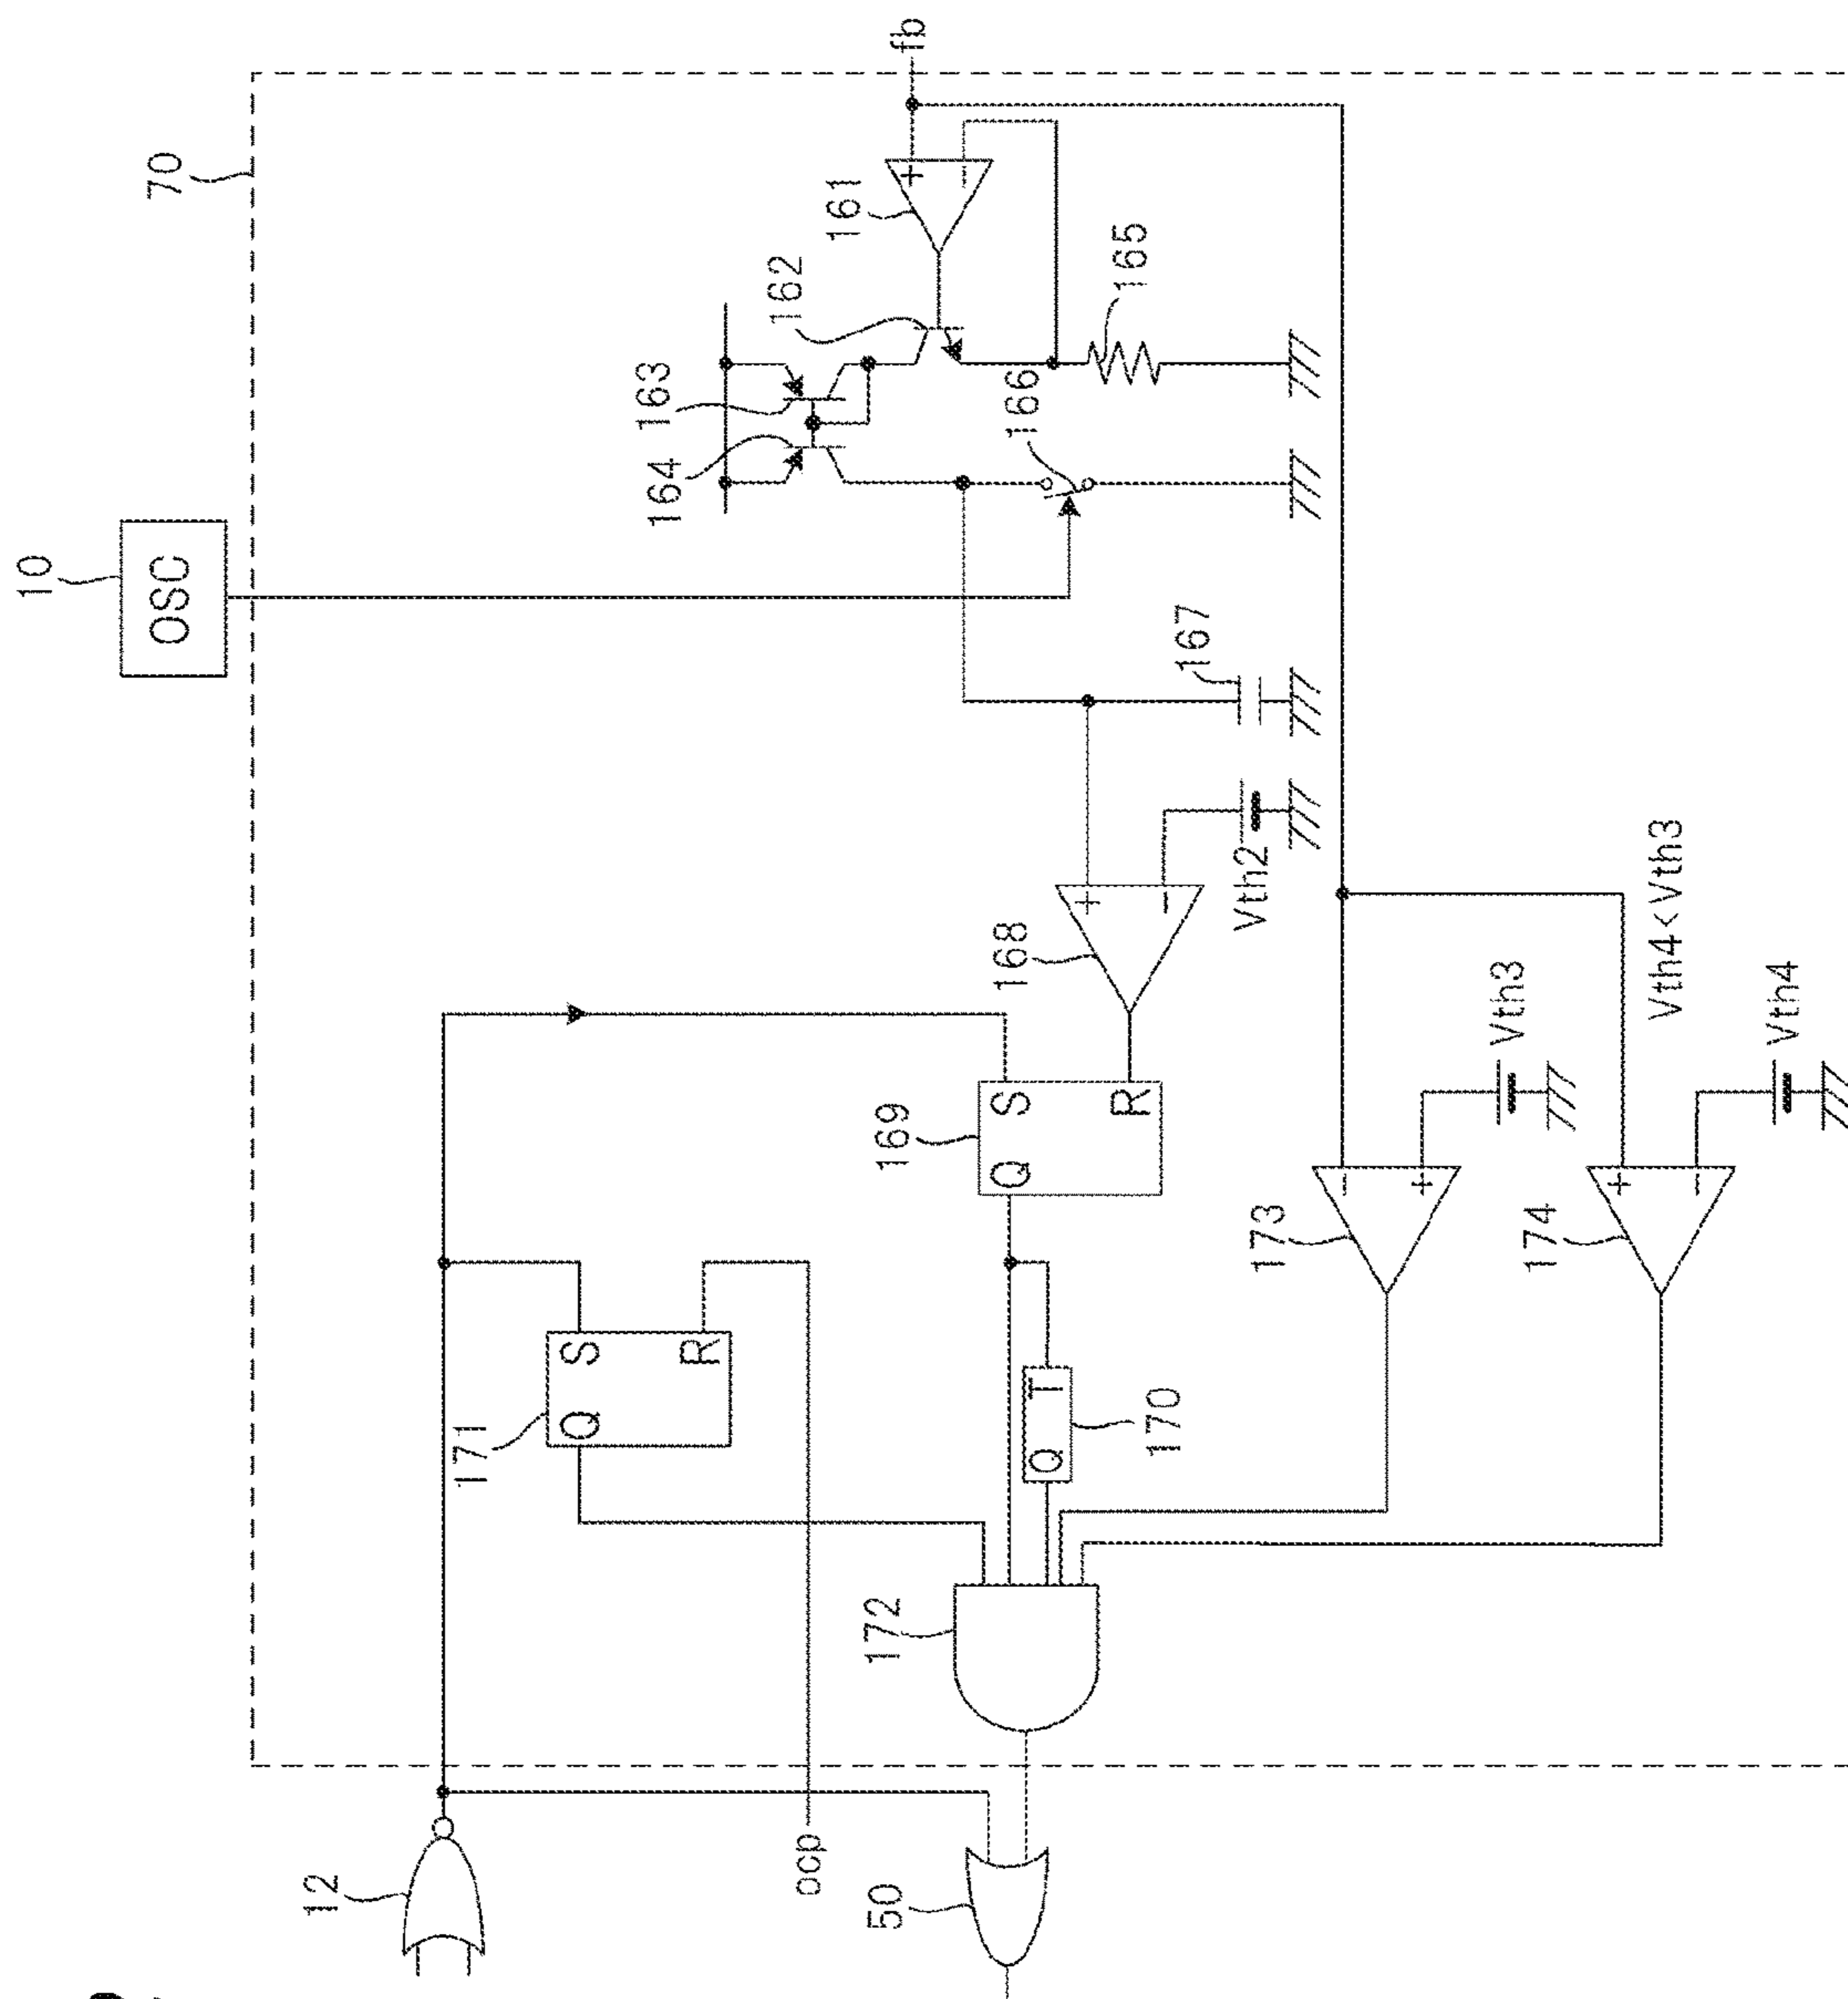 10
OSC
70
fb
161
162
163
164
165
166
167
Vth2
+
−
+
−
168
169
S
R
Q
171
S
R
Q
170
T̅
Q
172
173
−
+
Vth3
174
+
−
Vth4<Vth3
Vth4
12
ocp
50